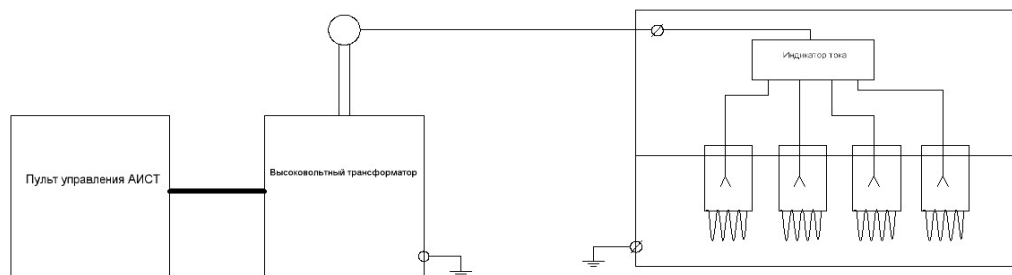 Индикатор тока
Пульт управления АИСТ
Высоковольтный трансформатор